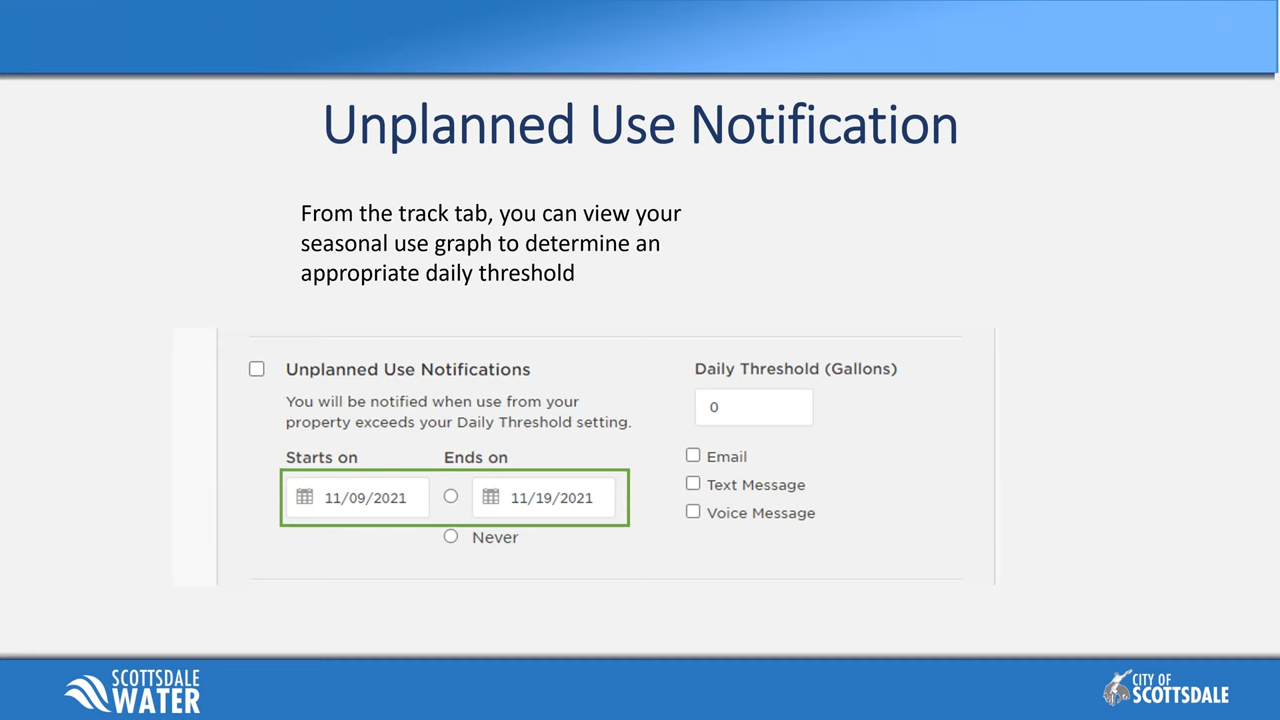 Unplanned Use Notification
From the track tab, you can view your
seasonal use graph to determine an
appropriate daily threshold
Unplanned Use Notifications
You will be notified when use from your
property exceeds your Daily Threshold setting.
Starts on
Ends on
11/09/2021
11/19/2021
Never
Daily Threshold (Gallons)
0
Email
Text Message
Voice Message
SCOTTSDALE
WATER
CITY OF
SCOTTSDALE